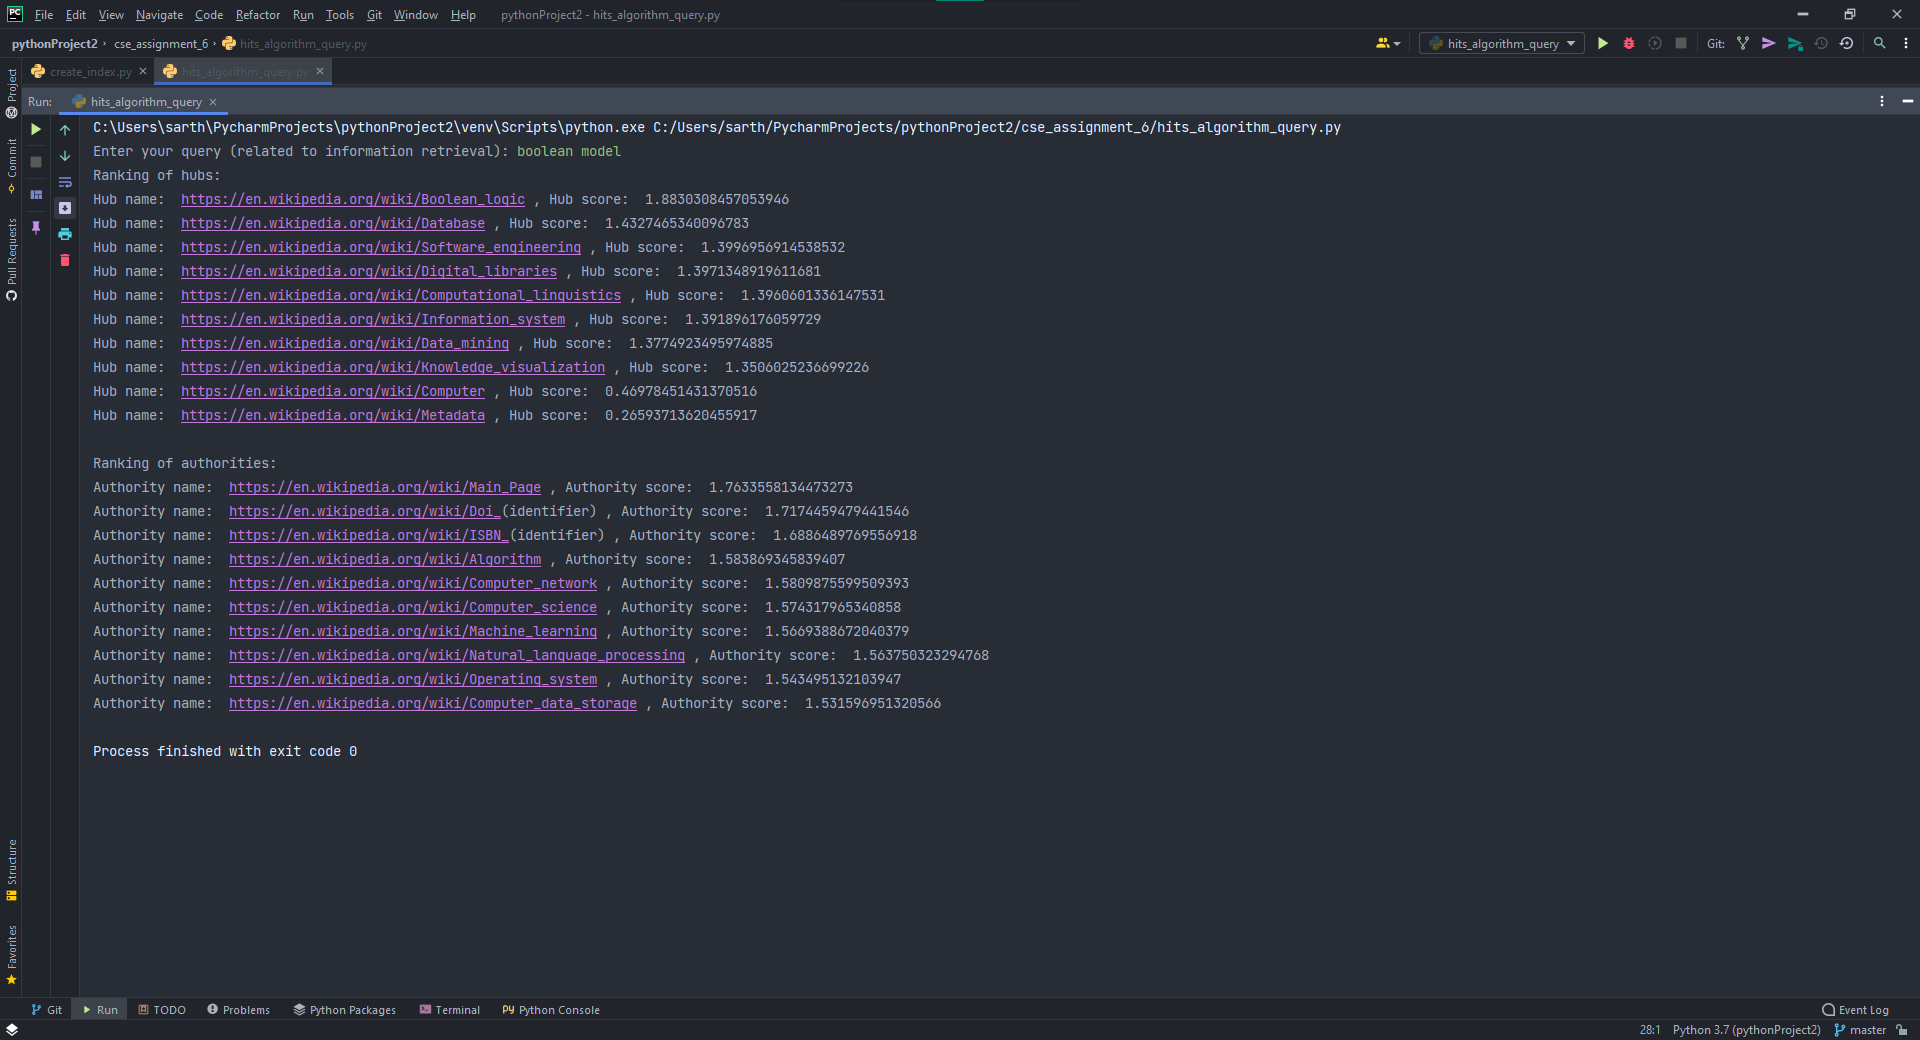 PC File Edit View Navigate Code Refactor Run Tools Git Window Help pythonProject2 - hits_algorithm_query.py
pythonProject2 › cse_assignment_6 › hits_algorithm_query.py hits_algorithm_query Git:
create_index.py hits_algorithm_query.py
Run: hits_algorithm_query
C:\Users\sarth\PycharmProjects\pythonProject2\venv\Scripts\python.exe C:/Users/sarth/PycharmProjects/pythonProject2/cse_assignment_6/hits_algorithm_query.py
Enter your query (related to information retrieval): boolean model
Ranking of hubs:
Hub name:  https://en.wikipedia.org/wiki/Boolean_logic , Hub score:  1.8830308457053946
Hub name:  https://en.wikipedia.org/wiki/Database , Hub score:  1.4327465340096783
Hub name:  https://en.wikipedia.org/wiki/Software_engineering , Hub score:  1.3996956914538532
Hub name:  https://en.wikipedia.org/wiki/Digital_libraries , Hub score:  1.3971348919611681
Hub name:  https://en.wikipedia.org/wiki/Computational_linguistics , Hub score:  1.3960601336147531
Hub name:  https://en.wikipedia.org/wiki/Information_system , Hub score:  1.391896176059729
Hub name:  https://en.wikipedia.org/wiki/Data_mining , Hub score:  1.3774923495974885
Hub name:  https://en.wikipedia.org/wiki/Knowledge_visualization , Hub score:  1.3506025236699226
Hub name:  https://en.wikipedia.org/wiki/Computer , Hub score:  0.46978451431370516
Hub name:  https://en.wikipedia.org/wiki/Metadata , Hub score:  0.26593713620455917
Ranking of authorities:
Authority name:  https://en.wikipedia.org/wiki/Main_Page , Authority score:  1.7633558134473273
Authority name:  https://en.wikipedia.org/wiki/Doi_(identifier) , Authority score:  1.7174459479441546
Authority name:  https://en.wikipedia.org/wiki/ISBN_(identifier) , Authority score:  1.6886489769556918
Authority name:  https://en.wikipedia.org/wiki/Algorithm , Authority score:  1.583869345839407
Authority name:  https://en.wikipedia.org/wiki/Computer_network , Authority score:  1.5809875599509393
Authority name:  https://en.wikipedia.org/wiki/Computer_science , Authority score:  1.574317965340858
Authority name:  https://en.wikipedia.org/wiki/Machine_learning , Authority score:  1.5669388672040379
Authority name:  https://en.wikipedia.org/wiki/Natural_language_processing , Authority score:  1.563750323294768
Authority name:  https://en.wikipedia.org/wiki/Operating_system , Authority score:  1.543495132103947
Authority name:  https://en.wikipedia.org/wiki/Computer_data_storage , Authority score:  1.531596951320566
Process finished with exit code 0
Project
Commit
Pull Requests
Structure
Favorites
Git Run TODO Problems Python Packages Terminal Python Console Event Log
28:1 Python 3.7 (pythonProject2) master